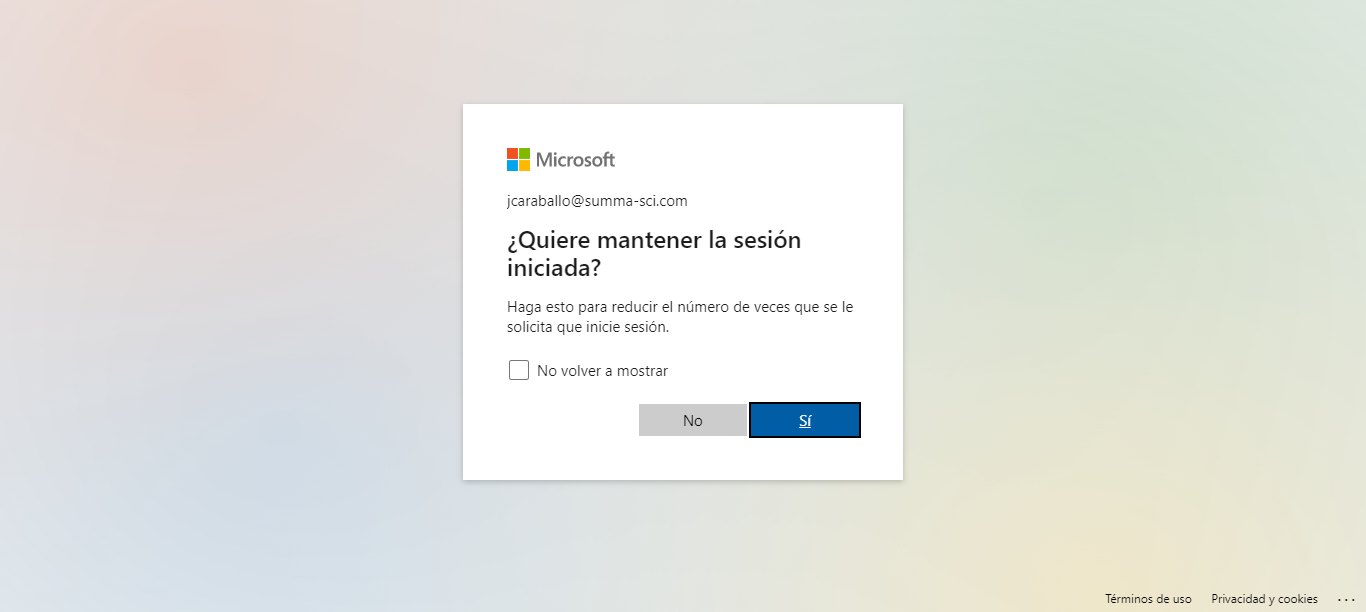 Microsoft
jcaraballo@summa-sci.com
¿Quiere mantener la sesión
iniciada?
Haga esto para reducir el número de veces que se le
solicita que inicie sesión.
No volver a mostrar
No Sí
Términos de uso Privacidad y cookies ...